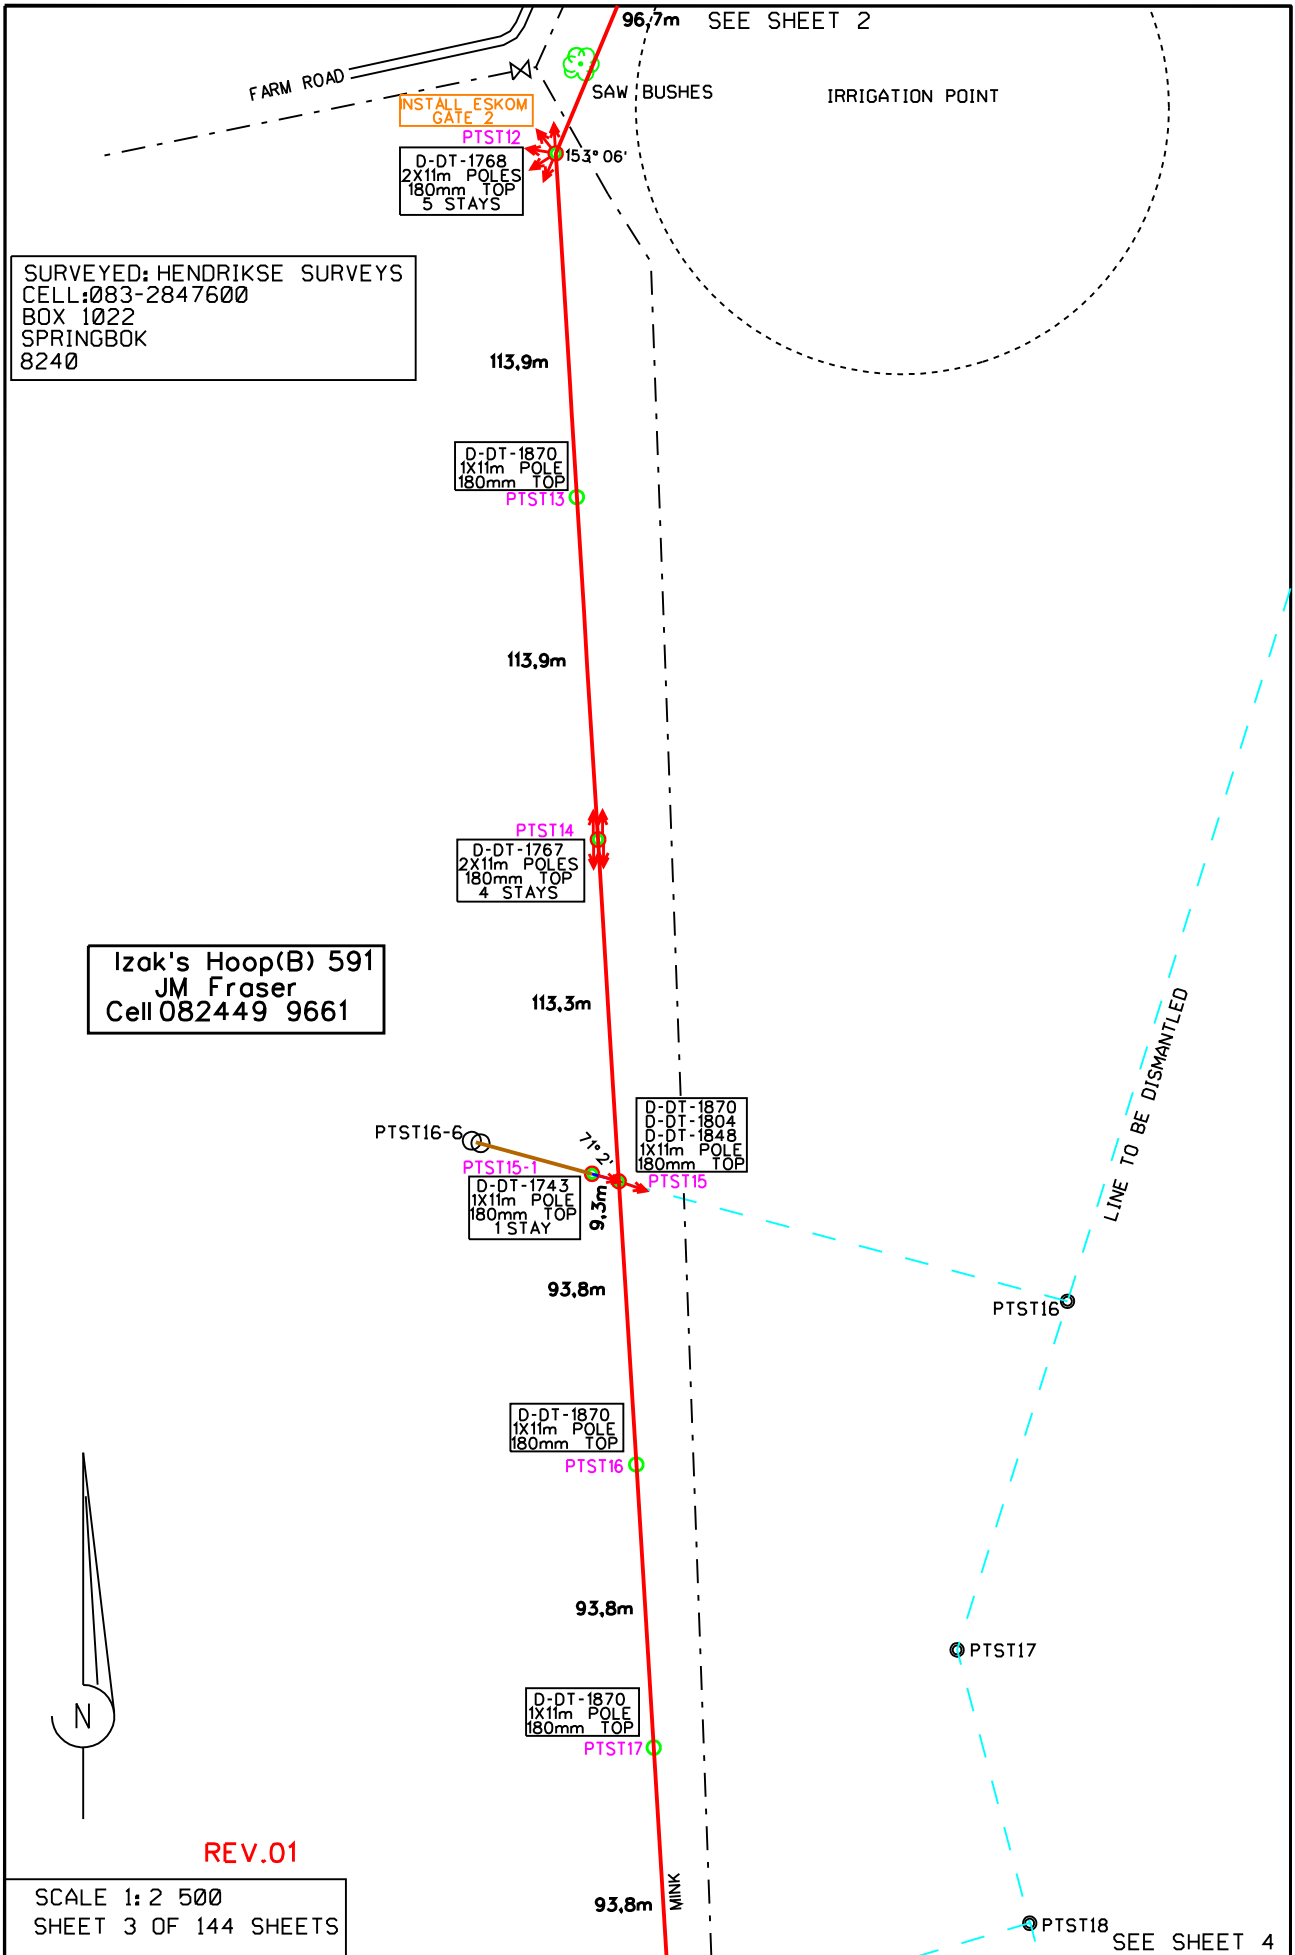 96,7m
SEE SHEET 2
FARM ROAD
SAW BUSHES
IRRIGATION POINT
INSTALL ESKOM
GATE 2
PTST12
153° 06'
D-DT-1768
2X11m POLES
180mm TOP
5 STAYS
SURVEYED: HENDRIKSE SURVEYS
CELL:083-2847600
BOX 1022
SPRINGBOK
8240
113,9m
D-DT-1870
1X11m POLE
180mm TOP
PTST13
113,9m
PTST14
D-DT-1767
2X11m POLES
180mm TOP
4 STAYS
Izak's Hoop(B) 591
JM Fraser
Cell 082449 9661
113,3m
LINE TO BE DISMANTLED
D-DT-1870
D-DT-1804
D-DT-1848
1X11m POLE
180mm TOP
PTST15
PTST16-6
71° 2'
PTST15-1
D-DT-1743
1X11m POLE
180mm TOP
1 STAY
9,3m
93,8m
PTST16
D-DT-1870
1X11m POLE
180mm TOP
PTST16
93,8m
PTST17
D-DT-1870
1X11m POLE
180mm TOP
PTST17
N
REV.01
SCALE 1: 2 500
SHEET 3 OF 144 SHEETS
93,8m
MINK
PTST18
SEE SHEET 4